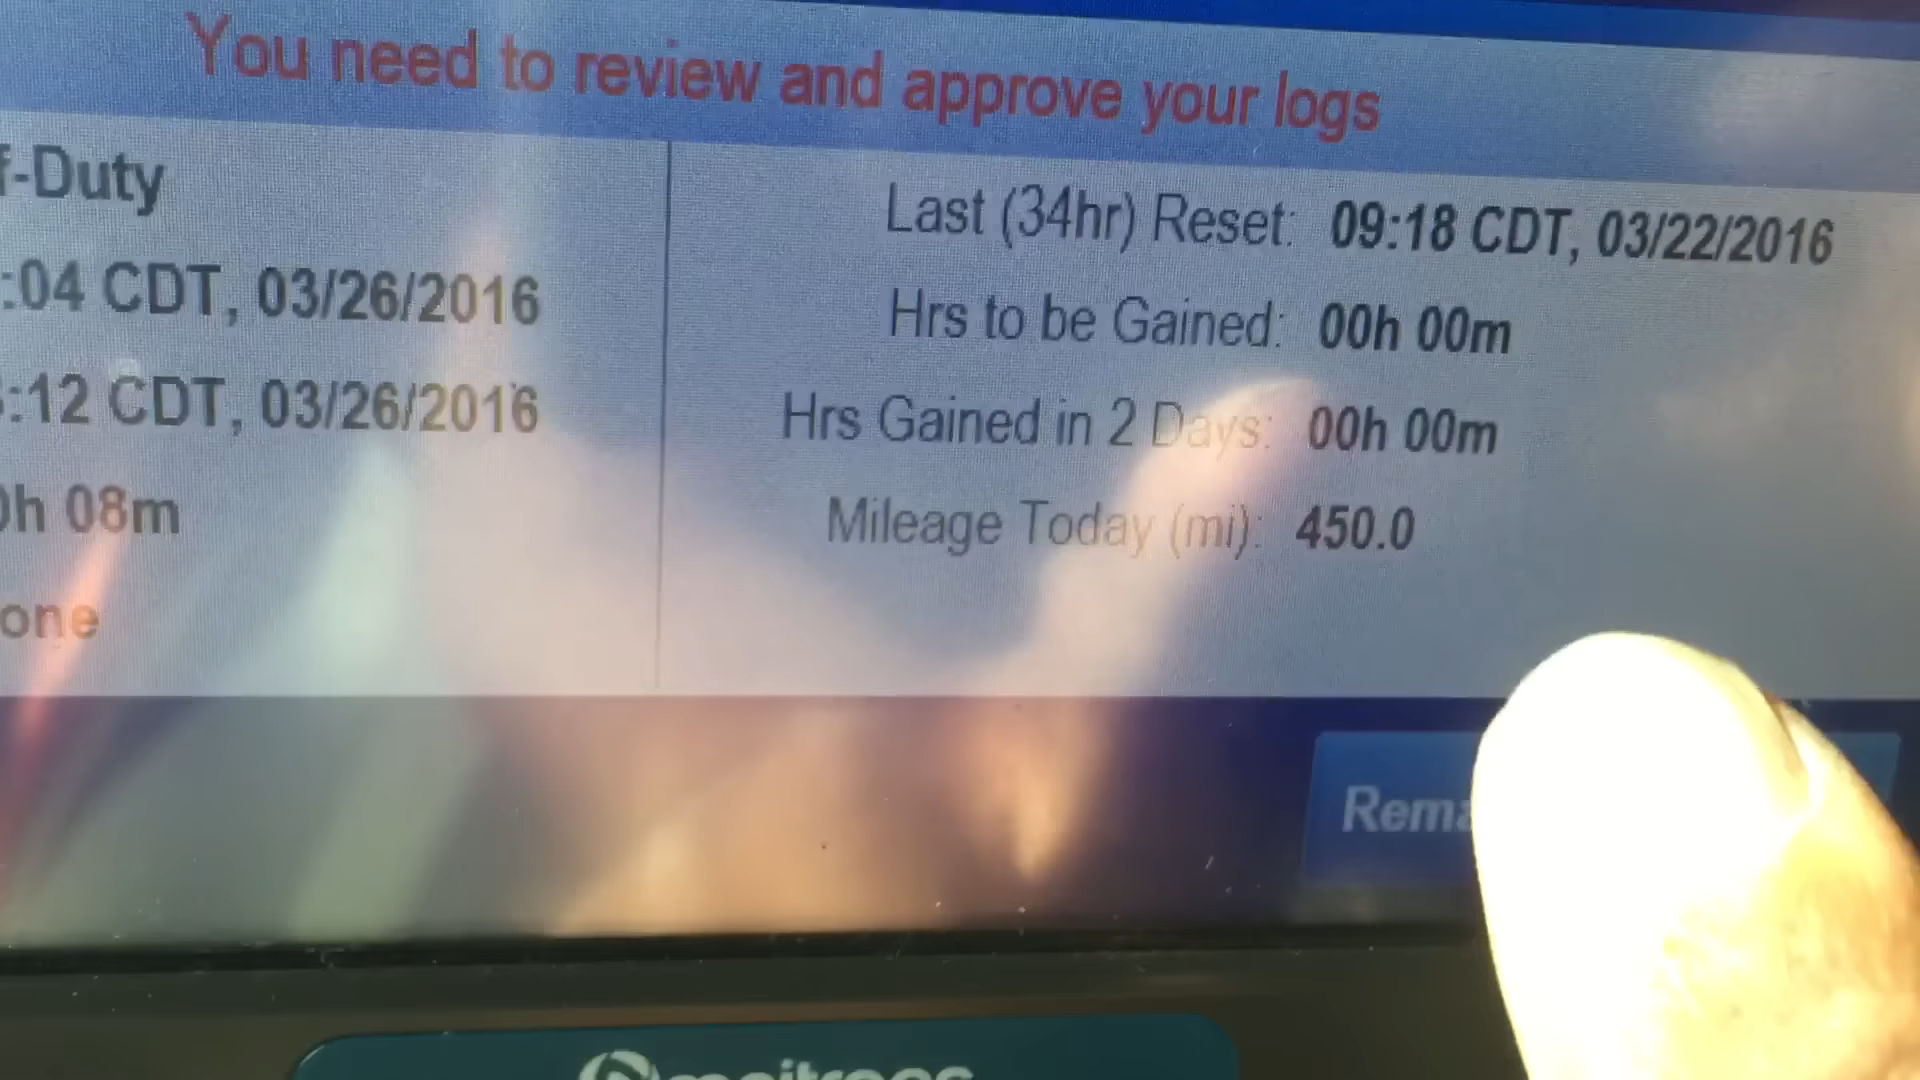 You need to review and approve your logs
f-Duty
:04 CDT, 03/26/2016
:12 CDT, 03/26/2016
0h 08m
one
Last (34hr) Reset: 09:18 CDT, 03/22/2016
Hrs to be Gained: 00h 00m
Hrs Gained in 2 Days: 00h 00m
Mileage Today (mi): 450.0
Rema